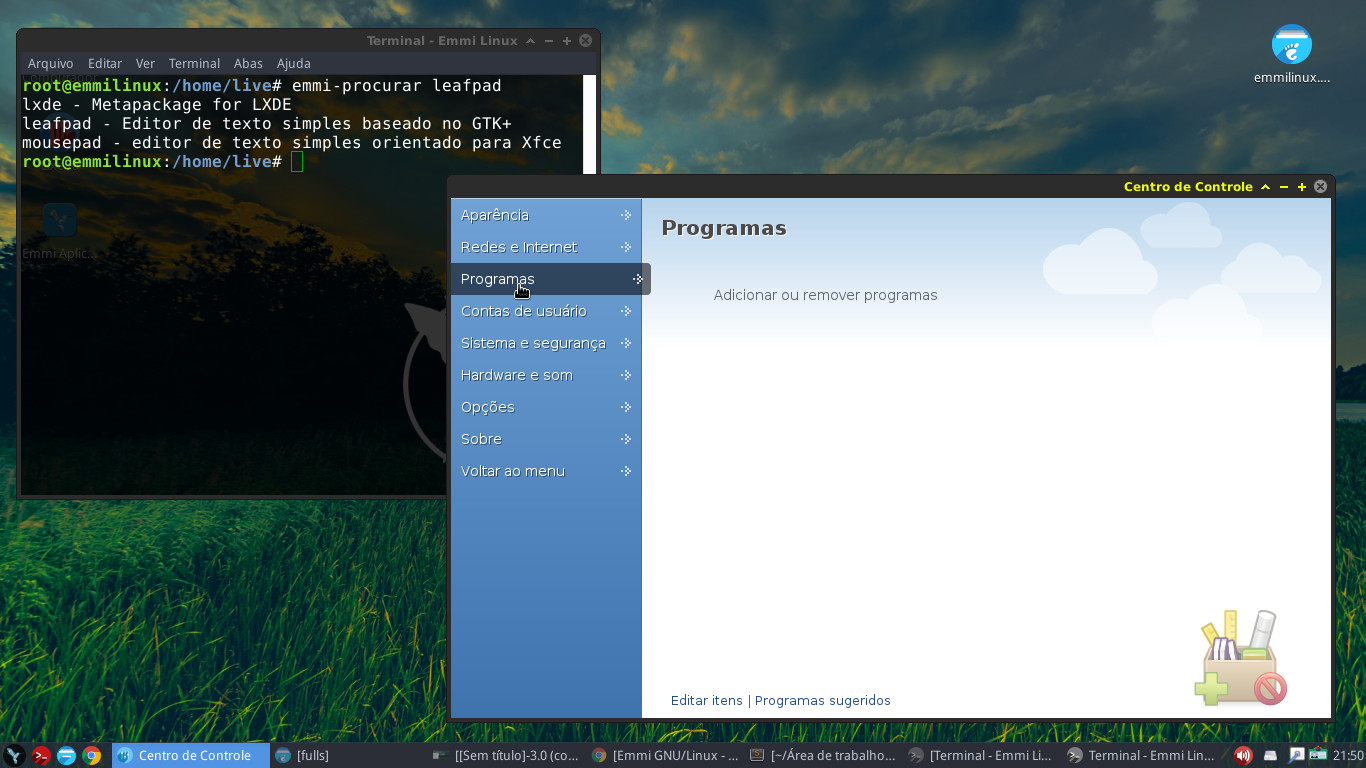 Terminal - Emmi Linux
emmilinux....
Arquivo Editar Ver Terminal Abas Ajuda
root@emmilinux:/home/live# emmi-procurar leafpad
lxde - Metapackage for LXDE
leafpad - Editor de texto simples baseado no GTK+
mousepad - editor de texto simples orientado para Xfce
root@emmilinux:/home/live#
Emmi Aplic...
Centro de Controle
Aparência
Redes e Internet
Programas
Contas de usuário
Sistema e segurança
Hardware e som
Opções
Sobre
Voltar ao menu
Programas
Adicionar ou remover programas
Editar itens | Programas sugeridos
Centro de Controle
[fulls]
[[Sem título]-3.0 (co...
[Emmi GNU/Linux - ...
[~/Área de trabalho...
[Terminal - Emmi Li...
Terminal - Emmi Lin...
21:50